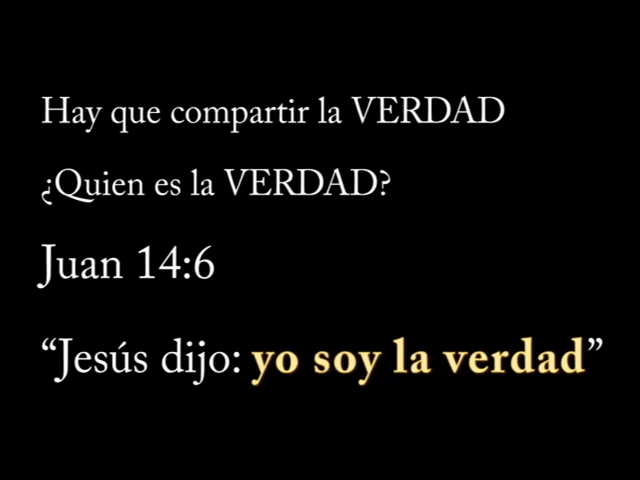 Hay que compartir la VERDAD
¿Quien es la VERDAD?
Juan 14:6
“Jesús dijo: yo soy la verdad”